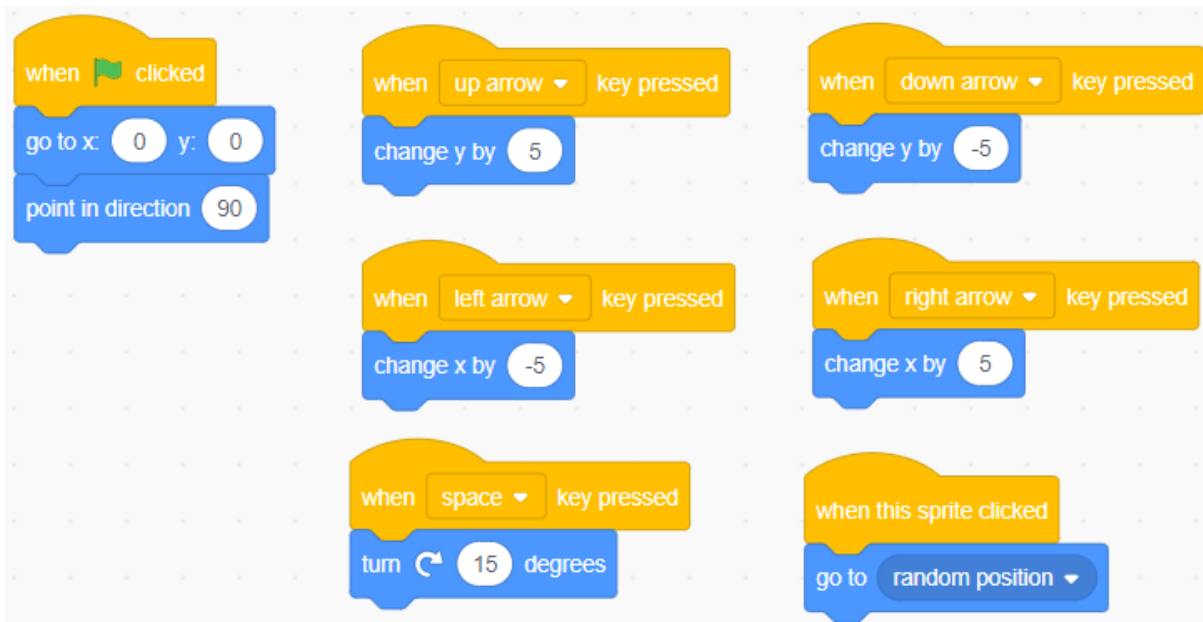 when clicked
go to x: 0 y: 0
point in direction 90
when up arrow key pressed
change y by 5
when down arrow key pressed
change y by -5
when left arrow key pressed
change x by -5
when right arrow key pressed
change x by 5
when space key pressed
turn 15 degrees
when this sprite clicked
go to random position